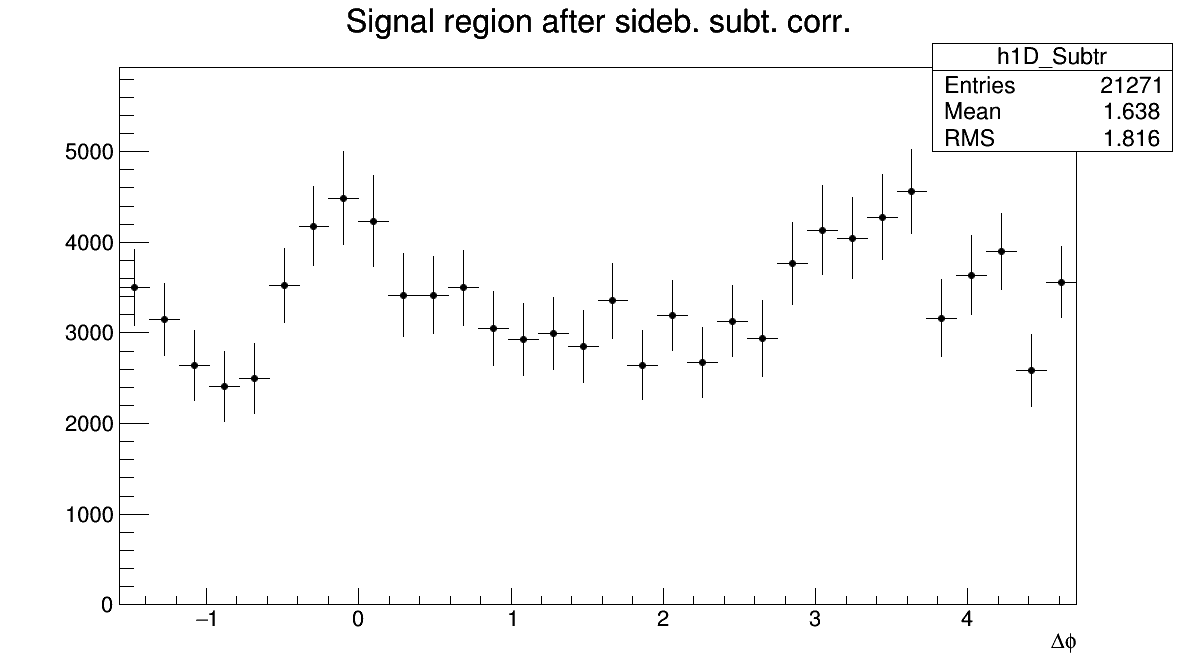 Signal region after sideb. subt. corr.
h1D_Subtr
Entries 21271
Mean 1.638
RMS 1.816
5000
4000
3000
2000
1000
0
−1 0 1 2 3 4
Δϕ